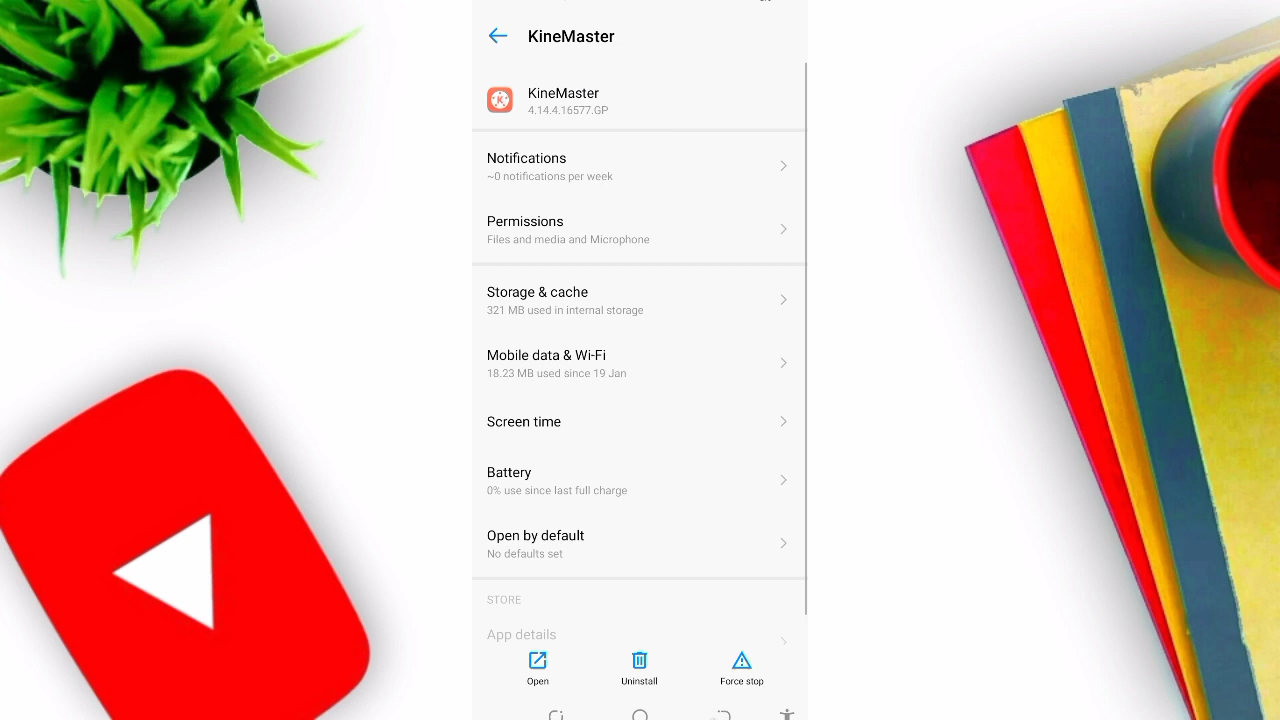 KineMaster
KineMaster
4.14.4.16577.GP
Notifications
~0 notifications per week
Permissions
Files and media and Microphone
Storage & cache
321 MB used in internal storage
Mobile data & Wi-Fi
18.23 MB used since 19 Jan
Screen time
Battery
0% use since last full charge
Open by default
No defaults set
STORE
App details
Open
Uninstall
Force stop